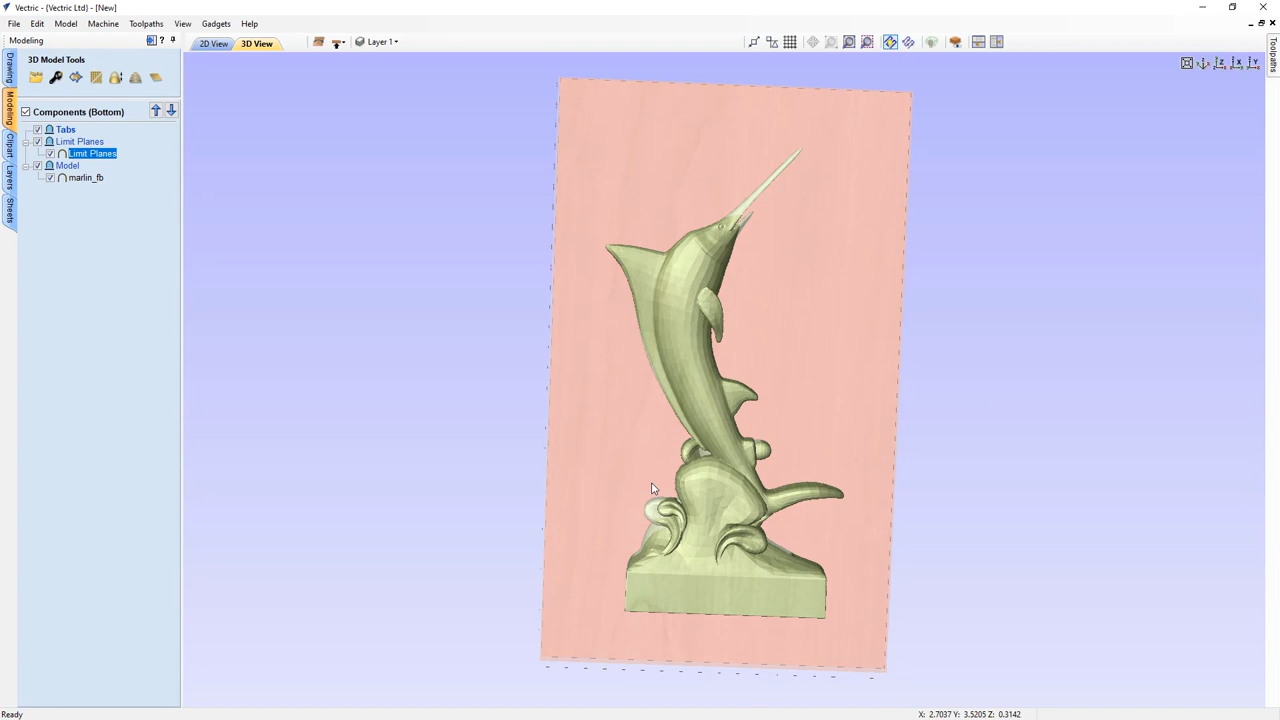 Vectric - {Vectric Ltd} - [New]
File Edit Model Machine Toolpaths View Gadgets Help
Modeling ?
2D View 3D View Layer 1
3D Model Tools
Components (Bottom)
Tabs
Limit Planes
Limit Planes
Model
marlin_fb
Drawing
Modeling
Clipart
Layers
Sheets
Toolpaths
Z X Y
Ready X: 2.7037 Y: 3.5205 Z: 0.3142